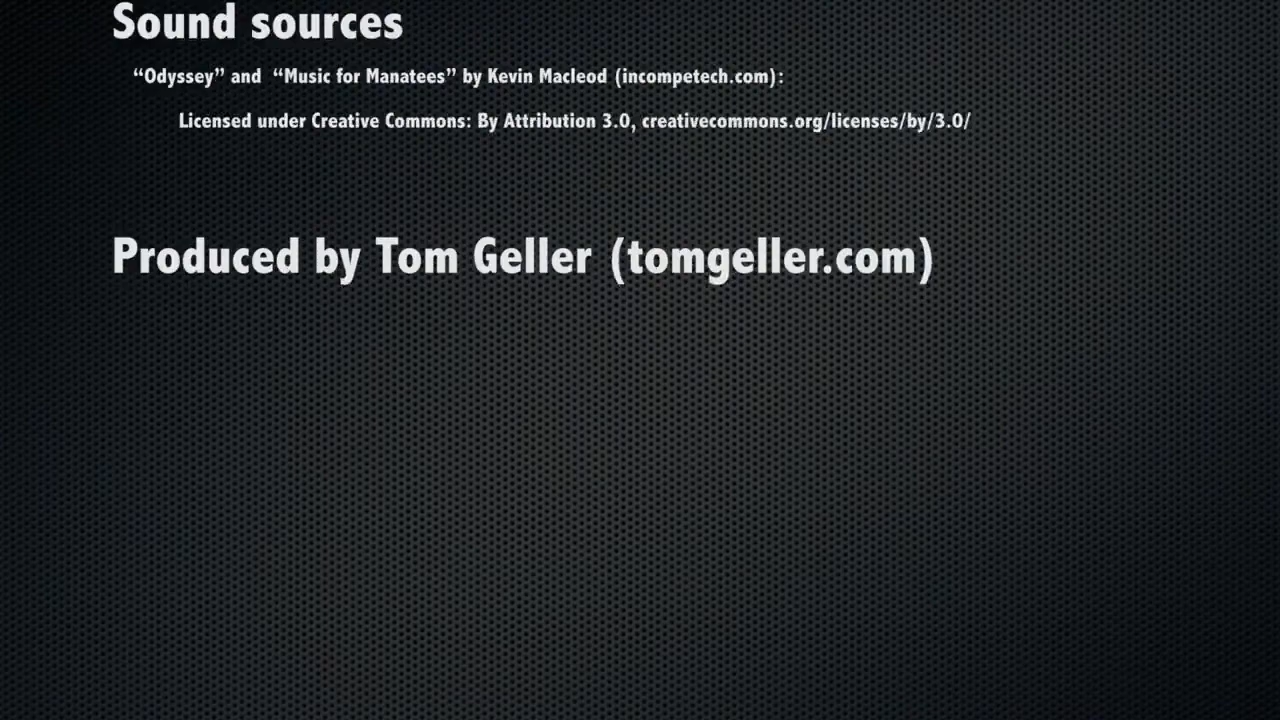 Sound sources
“Odyssey” and  “Music for Manatees” by Kevin Macleod (incompetech.com):
Licensed under Creative Commons: By Attribution 3.0, creativecommons.org/licenses/by/3.0/
Produced by Tom Geller (tomgeller.com)